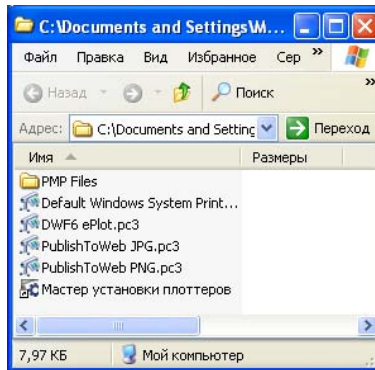 C:\Documents and Settings\М...
Файл Правка Вид Избранное Сер »
Назад Поиск »
Адрес: C:\Documents and Setting Переход
Имя Размеры
PMP Files
Default Windows System Print...
DWF6 ePlot.pc3
PublishToWeb JPG.pc3
PublishToWeb PNG.pc3
Мастер установки плоттеров
7,97 КБ Мой компьютер